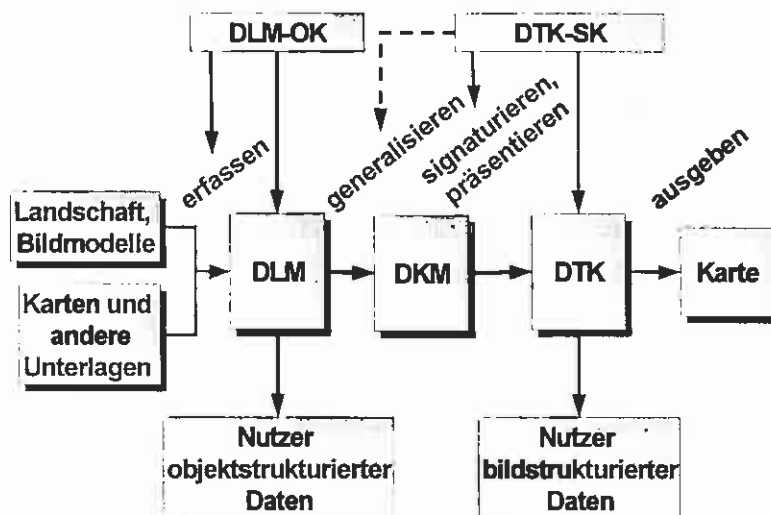 DLM-OK
DTK-SK
erfassen
generalisieren
signaturieren,
präsentieren
ausgeben
Landschaft,
Bildmodelle
Karten und
andere
Unterlagen
DLM
DKM
DTK
Karte
Nutzer
objektstrukturierter
Daten
Nutzer
bildstrukturierter
Daten